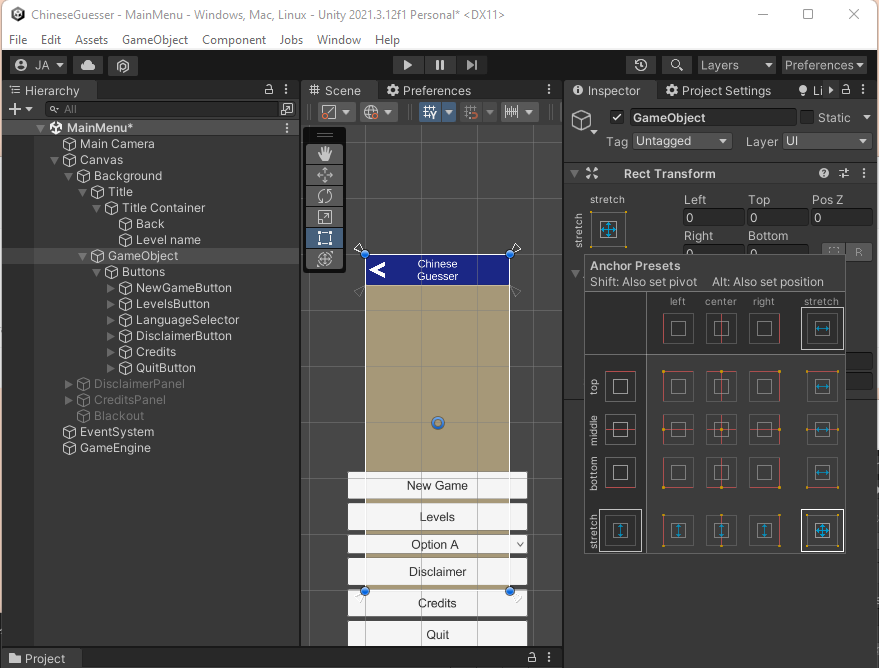 ChineseGuesser - MainMenu - Windows, Mac, Linux - Unity 2021.3.12f1 Personal* <DX11>
File Edit Assets GameObject Component Jobs Window Help
JA Layers Preferences
Hierarchy
All
MainMenu*
Main Camera
Canvas
Background
Title
Title Container
Back
Level name
GameObject
Buttons
NewGameButton
LevelsButton
LanguageSelector
DisclaimerButton
Credits
QuitButton
DisclaimerPanel
CreditsPanel
Blackout
EventSystem
GameEngine
Project
Scene Preferences
Chinese
Guesser
New Game
Levels
Option A
Disclaimer
Credits
Quit
Inspector Project Settings Li
GameObject Static
Tag Untagged Layer UI
Rect Transform
stretch Left Top Pos Z
stretch 0 0 0
Right Bottom
0 0 R
Anchor Presets
Shift: Also set pivot Alt: Also set position
left center right stretch
top
middle
bottom
stretch